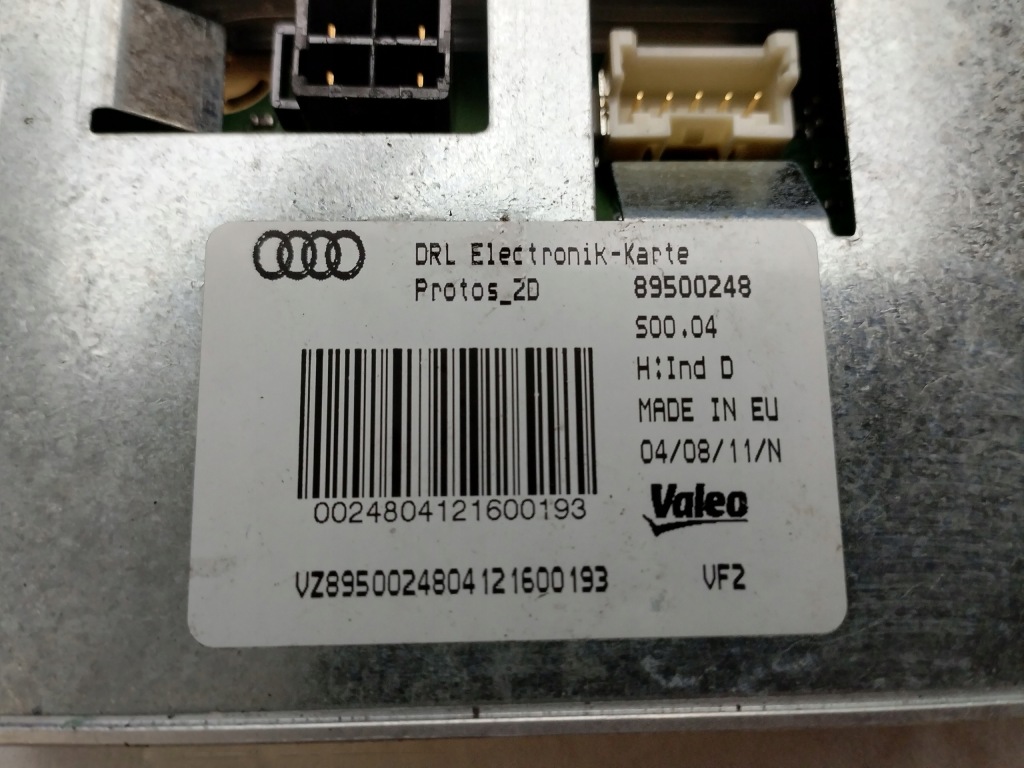 DRL Electronik-Karte
Protos_2D 89500248
S00.04
H:Ind D
MADE IN EU
04/08/11/N
Valeo
0024804121600193
VZ8950024804121600193 VF2